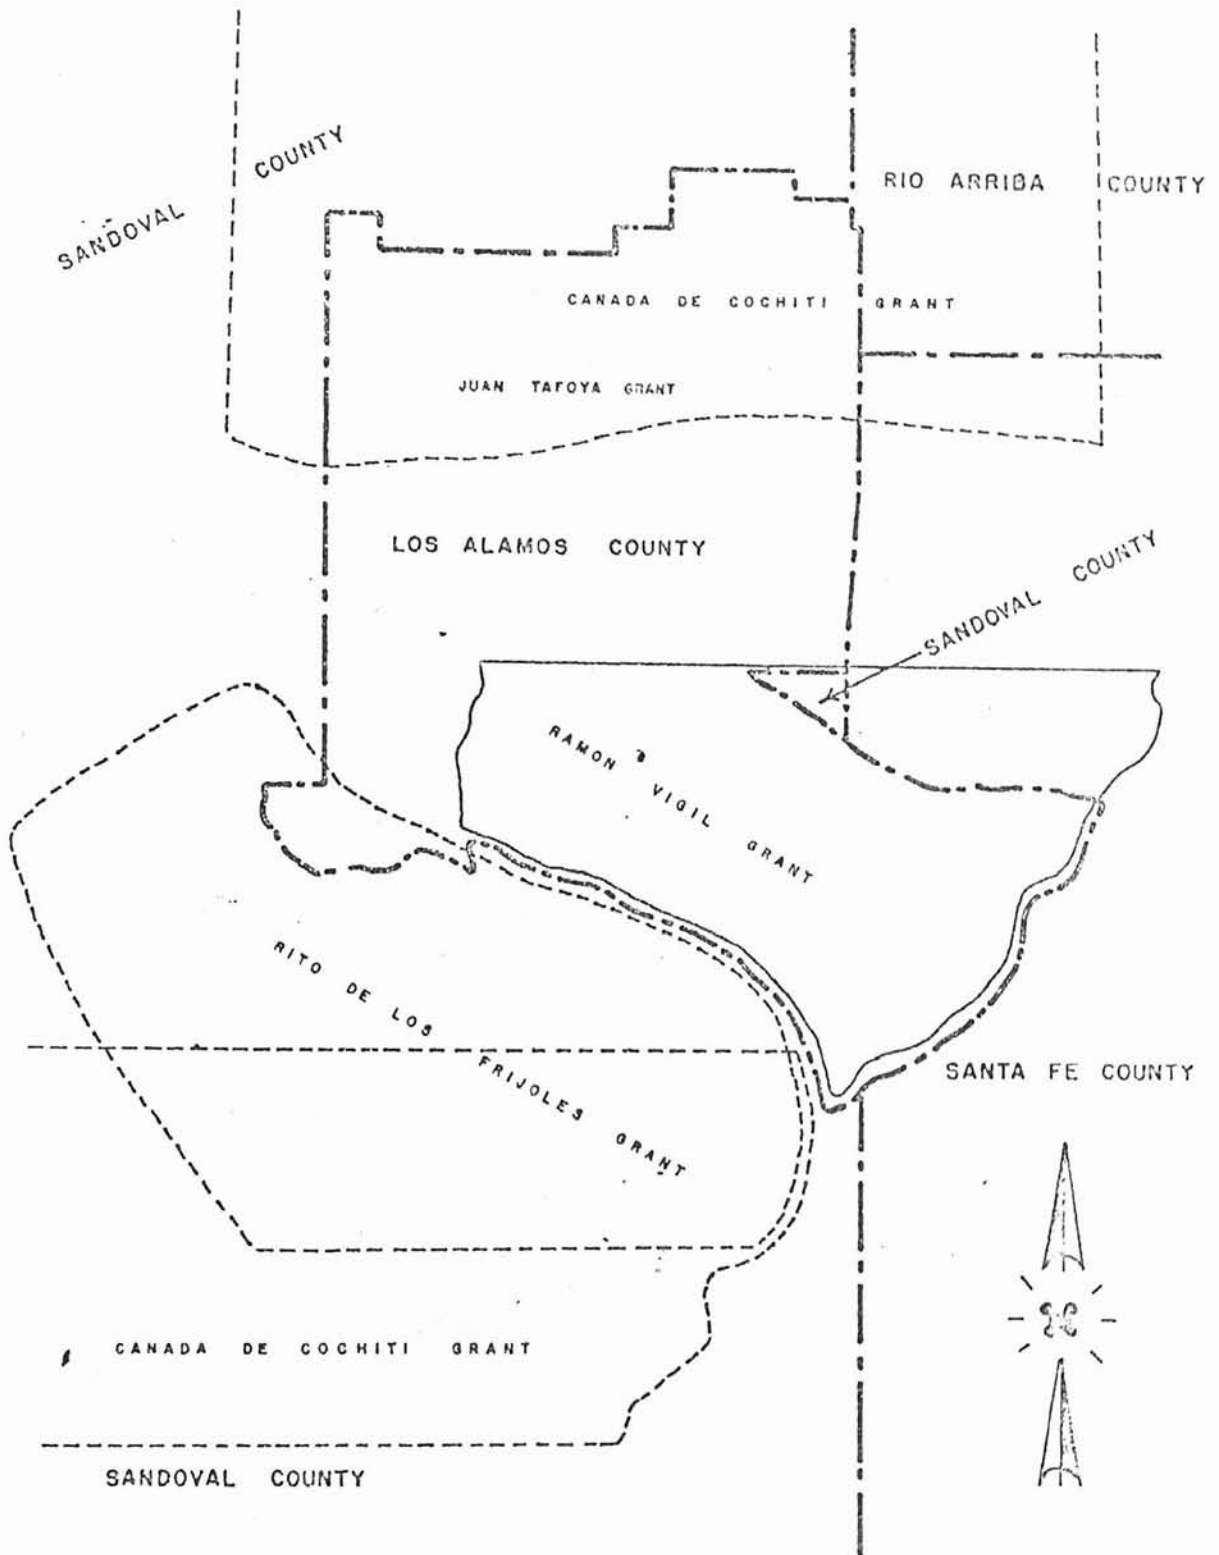 SANDOVAL COUNTY
RIO ARRIBA COUNTY
CANADA DE COCHITI GRANT
JUAN TAFOYA GRANT
LOS ALAMOS COUNTY
SANDOVAL COUNTY
RAMON VIGIL GRANT
RITO DE LOS FRIJOLES GRANT
SANTA FE COUNTY
CANADA DE COCHITI GRANT
SANDOVAL COUNTY